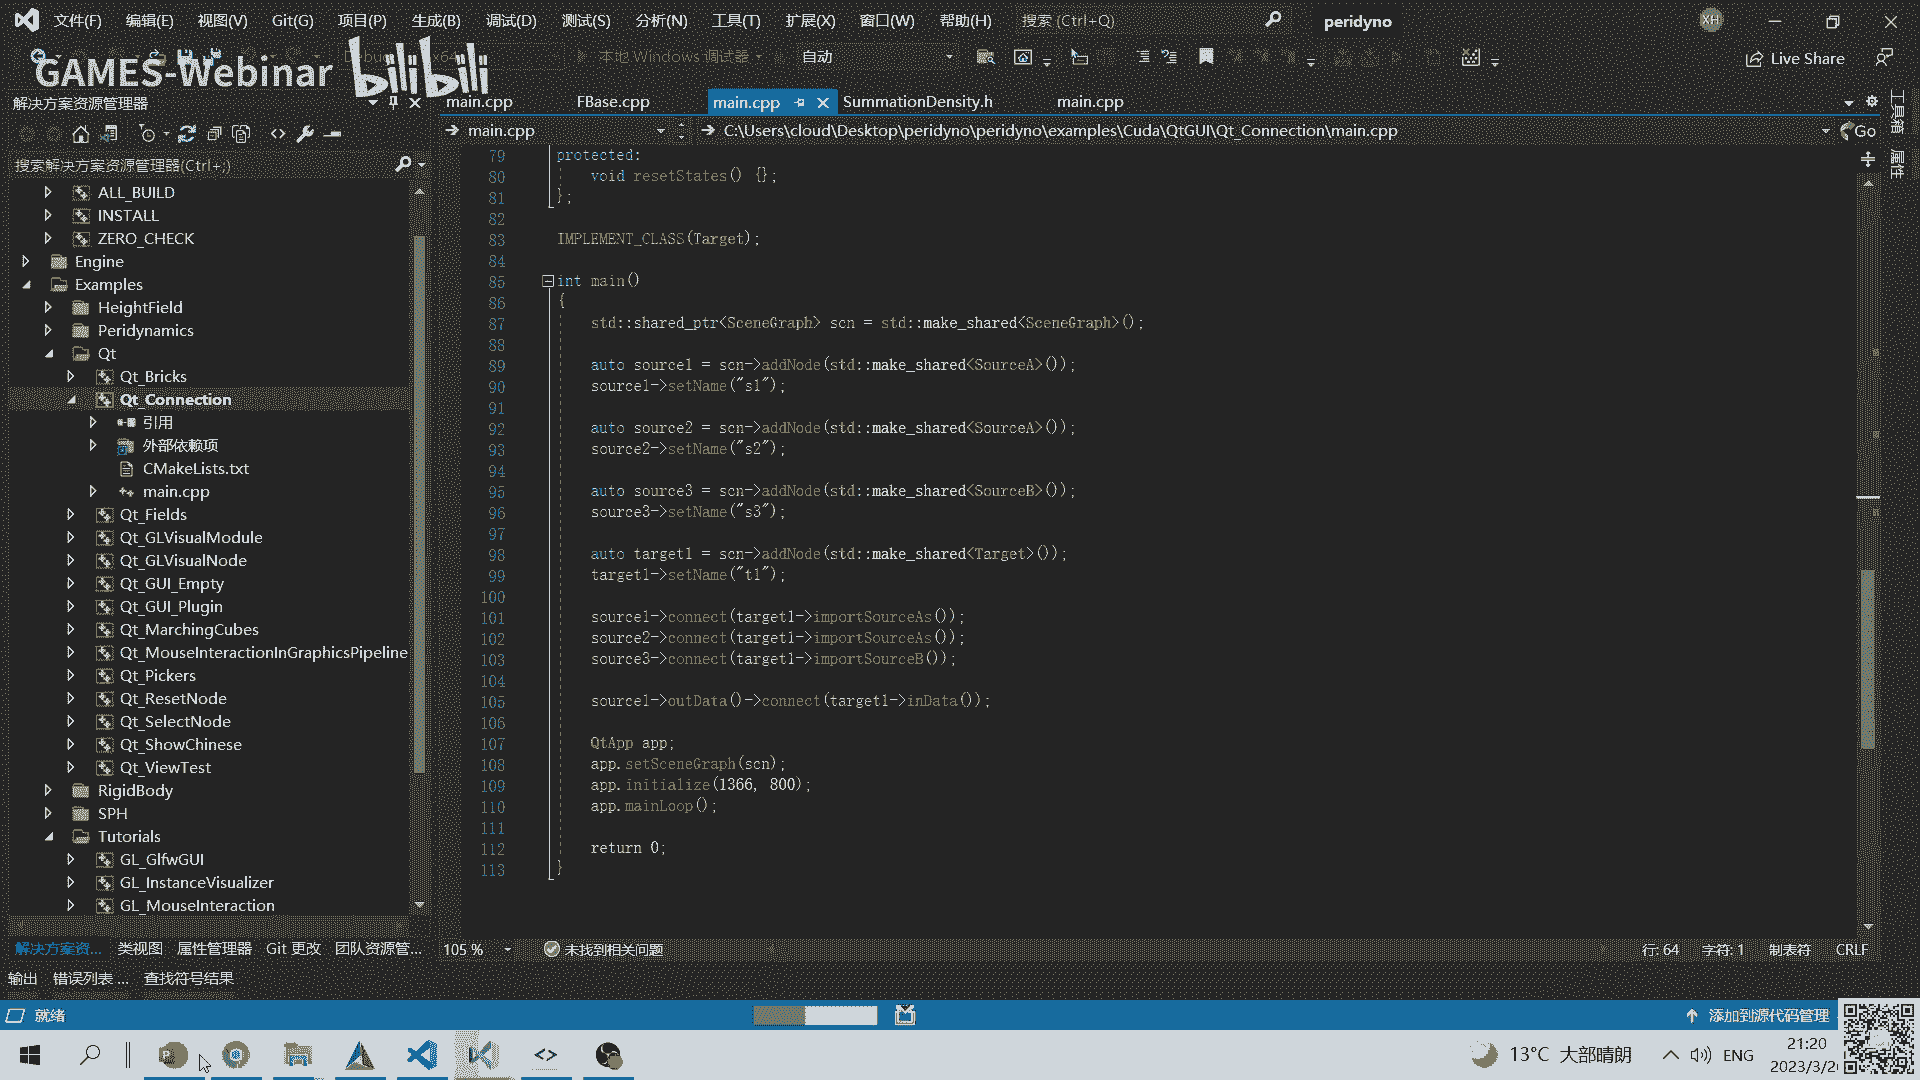 文件(F) 编辑(E) 视图(V) Git(G) 项目(P) 生成(B) 调试(D) 测试(S) 分析(N) 工具(T) 扩展(X) 窗口(W) 帮助(H) 搜索 (Ctrl+Q) peridyno XH
本地 Windows 调试器 自动 Live Share
GAMES-Webinar bilibili
解决方案资源管理器
main.cpp FBase.cpp main.cpp SummationDensity.h main.cpp
main.cpp C:\Users\cloud\Desktop\peridyno\peridyno\examples\Cuda\QtGUI\Qt_Connection\main.cpp Go
工具箱
属性
搜索解决方案资源管理器(Ctrl+;)
ALL_BUILD
INSTALL
ZERO_CHECK
Engine
Examples
HeightField
Peridynamics
Qt
Qt_Bricks
Qt_Connection
引用
外部依赖项
CMakeLists.txt
main.cpp
Qt_Fields
Qt_GLVisualModule
Qt_GLVisualNode
Qt_GUI_Empty
Qt_GUI_Plugin
Qt_MarchingCubes
Qt_MouseInteractionInGraphicsPipeline
Qt_Pickers
Qt_ResetNode
Qt_SelectNode
Qt_ShowChinese
Qt_ViewTest
RigidBody
SPH
Tutorials
GL_GlfwGUI
GL_InstanceVisualizer
GL_MouseInteraction
79 protected:
80 void resetStates() {};
81 };
82
83 IMPLEMENT_CLASS(Target);
84
85 int main()
86 {
87 std::shared_ptr<SceneGraph> scn = std::make_shared<SceneGraph>();
88
89 auto source1 = scn->addNode(std::make_shared<SourceA>());
90 source1->setName("s1");
91
92 auto source2 = scn->addNode(std::make_shared<SourceA>());
93 source2->setName("s2");
94
95 auto source3 = scn->addNode(std::make_shared<SourceB>());
96 source3->setName("s3");
97
98 auto target1 = scn->addNode(std::make_shared<Target>());
99 target1->setName("t1");
100
101 source1->connect(target1->importSourceAs());
102 source2->connect(target1->importSourceAs());
103 source3->connect(target1->importSourceB());
104
105 source1->outData()->connect(target1->inData());
106
107 QtApp app;
108 app.setSceneGraph(scn);
109 app.initialize(1366, 800);
110 app.mainLoop();
111
112 return 0;
113 }
解决方案资... 类视图 属性管理器 Git 更改 团队资源管... 105 % 未找到相关问题 行: 64 字符: 1 制表符 CRLF
输出 错误列表 ... 查找符号结果
就绪 添加到源代码管理
13°C 大部晴朗 ENG 21:20